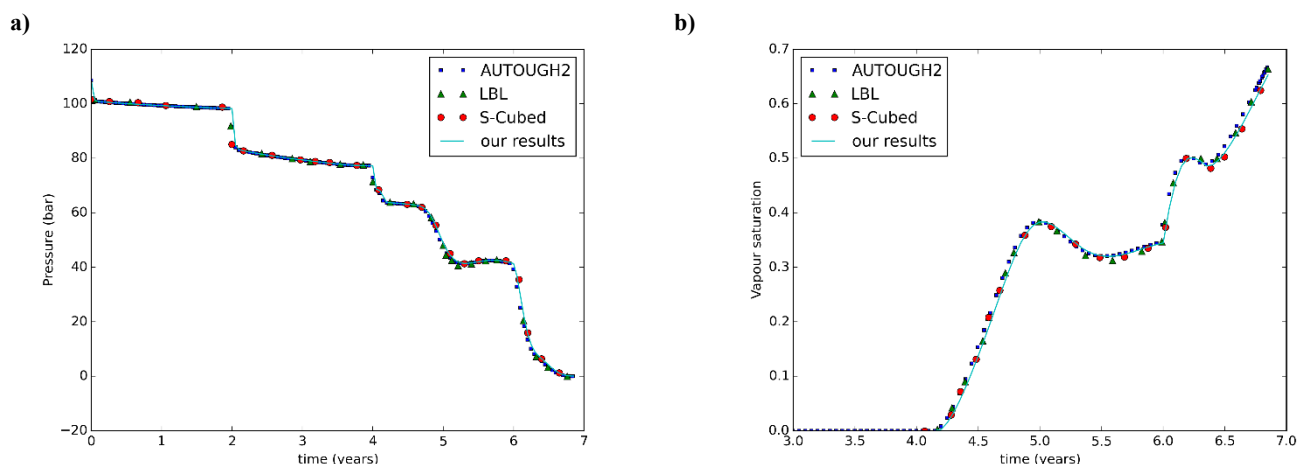 a)
120
100
80
60
40
20
0
−20
Pressure (bar)
0
1
2
3
4
5
6
7
time (years)
AUTOUGH2
LBL
S-Cubed
our results
b)
0.7
0.6
0.5
0.4
0.3
0.2
0.1
0.0
Vapour saturation
3.0
3.5
4.0
4.5
5.0
5.5
6.0
6.5
7.0
time (years)
AUTOUGH2
LBL
S-Cubed
our results